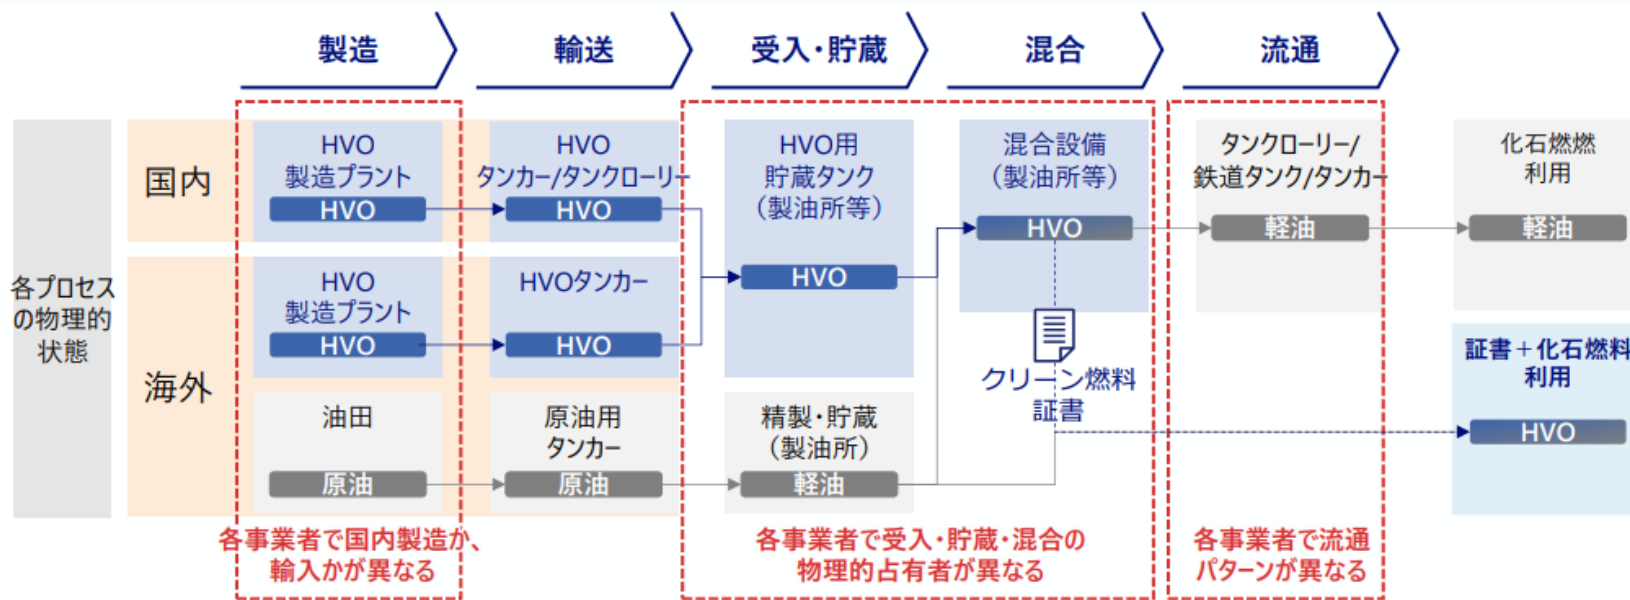 製造
輸送
受入・貯蔵
混合
流通
各プロセス
の物理的
状態
国内
HVO
製造プラント
HVO
HVO
タンカー/タンクローリー
HVO
HVO用
貯蔵タンク
（製油所等）
HVO
混合設備
（製油所等）
HVO
タンクローリー/
鉄道タンク/タンカー
軽油
化石燃燃
利用
軽油
海外
HVO
製造プラント
HVO
HVOタンカー
HVO
クリーン燃料
証書
証書＋化石燃料
利用
HVO
油田
原油
原油用
タンカー
原油
精製・貯蔵
（製油所）
軽油
各事業者で国内製造か、
輸入かが異なる
各事業者で受入・貯蔵・混合の
物理的占有者が異なる
各事業者で流通
パターンが異なる